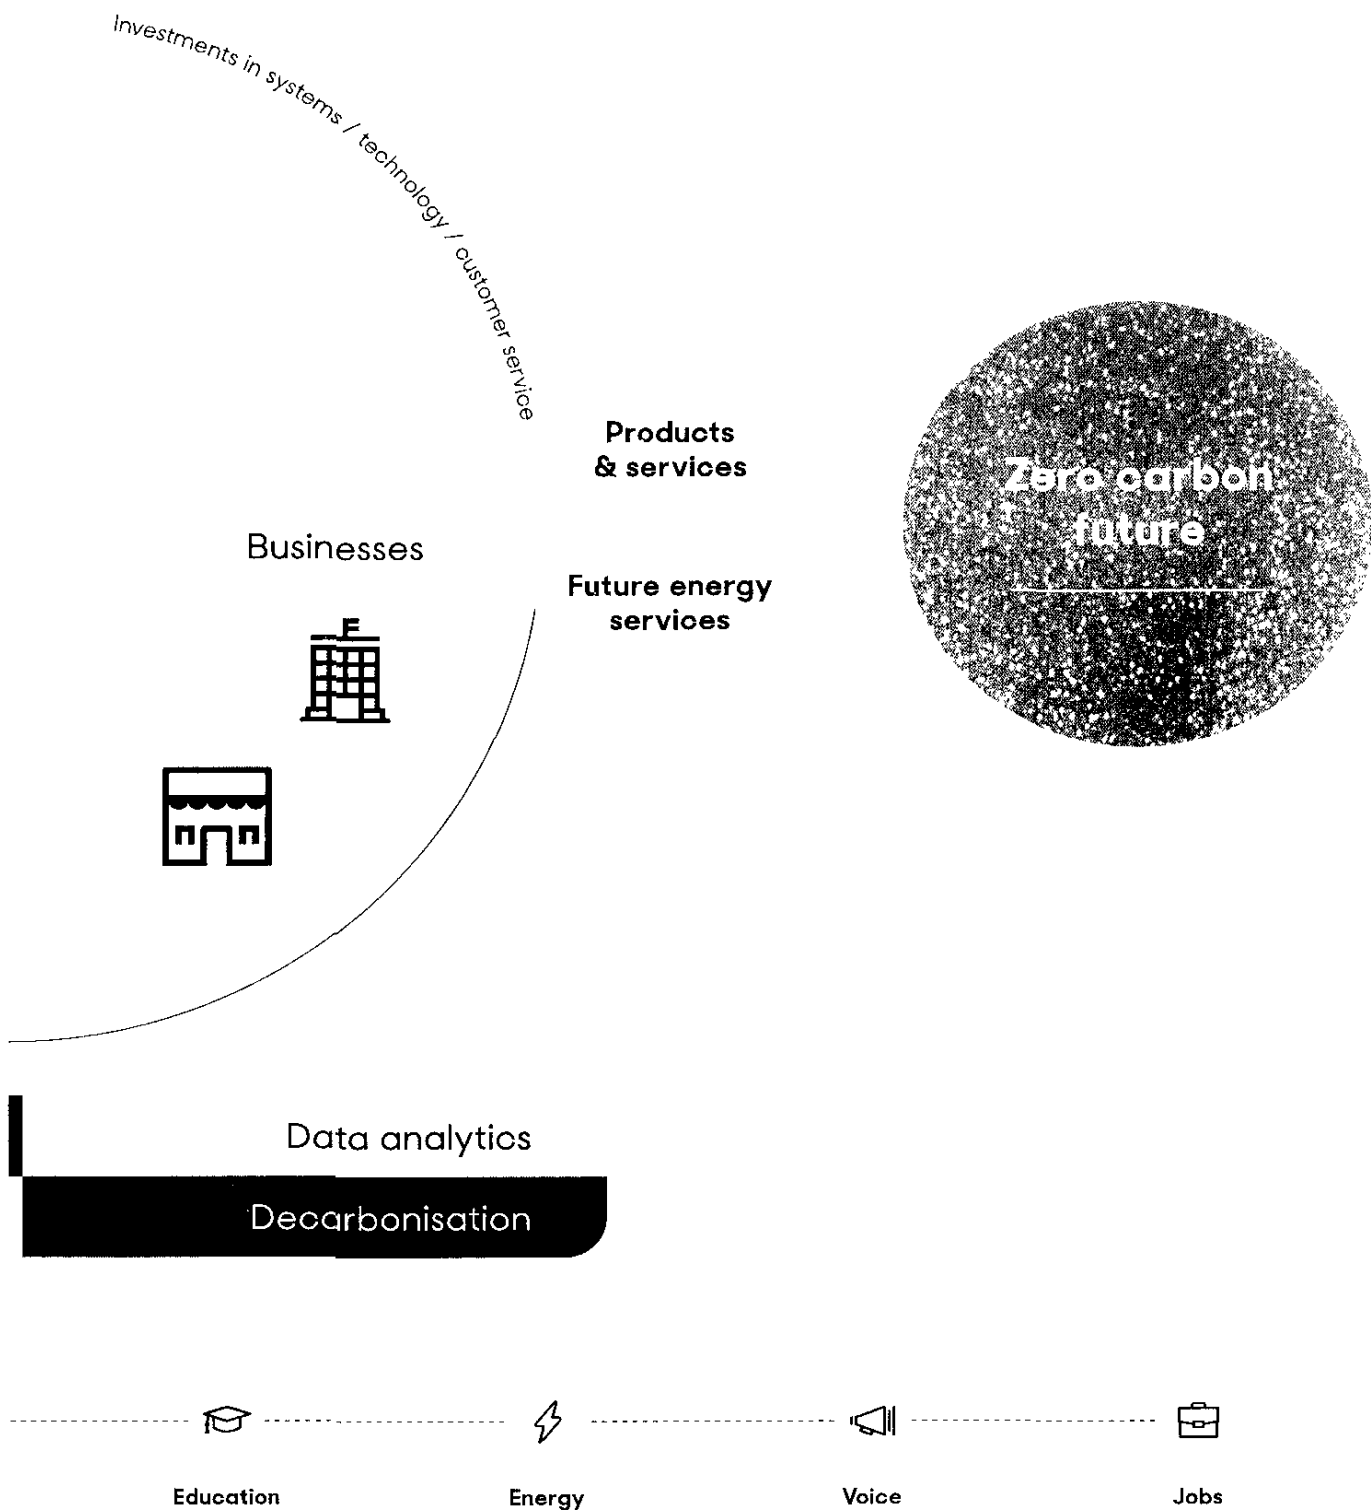 Investments in systems / technology / customer service
Products
& services
Zero carbon
future
Businesses
Future energy
services
Data analytics
Decarbonisation
Education
Energy
Voice
Jobs